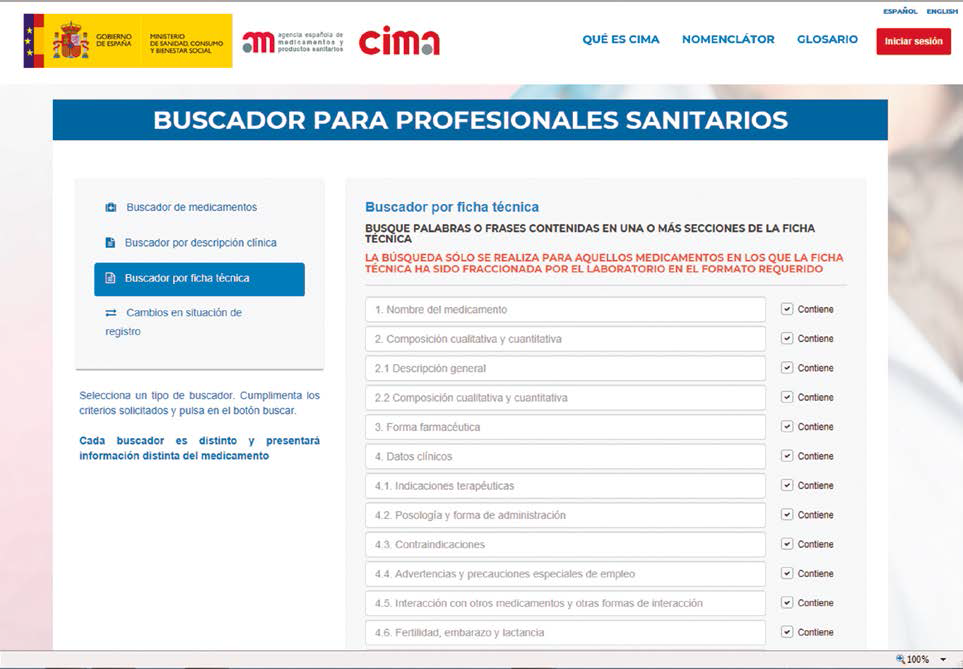 ESPAÑOL ENGLISH
GOBIERNO
DE ESPAÑA
MINISTERIO
DE SANIDAD, CONSUMO
Y BIENESTAR SOCIAL
am
agencia española de
medicamentos y
productos sanitarios
cima
QUÉ ES CIMA NOMENCLÁTOR GLOSARIO Iniciar sesión
BUSCADOR PARA PROFESIONALES SANITARIOS
Buscador de medicamentos
Buscador por descripción clínica
Buscador por ficha técnica
Cambios en situación de
registro
Selecciona un tipo de buscador. Cumplimenta los
criterios solicitados y pulsa en el botón buscar.
Cada buscador es distinto y presentará
información distinta del medicamento
Buscador por ficha técnica
BUSQUE PALABRAS O FRASES CONTENIDAS EN UNA O MÁS SECCIONES DE LA FICHA
TÉCNICA
LA BÚSQUEDA SÓLO SE REALIZA PARA AQUELLOS MEDICAMENTOS EN LOS QUE LA FICHA
TÉCNICA HA SIDO FRACCIONADA POR EL LABORATORIO EN EL FORMATO REQUERIDO
1. Nombre del medicamento Contiene
2. Composición cualitativa y cuantitativa Contiene
2.1 Descripción general Contiene
2.2 Composición cualitativa y cuantitativa Contiene
3. Forma farmacéutica Contiene
4. Datos clínicos Contiene
4.1. Indicaciones terapéuticas Contiene
4.2. Posología y forma de administración Contiene
4.3. Contraindicaciones Contiene
4.4. Advertencias y precauciones especiales de empleo Contiene
4.5. Interacción con otros medicamentos y otras formas de interacción Contiene
4.6. Fertilidad, embarazo y lactancia Contiene
100%